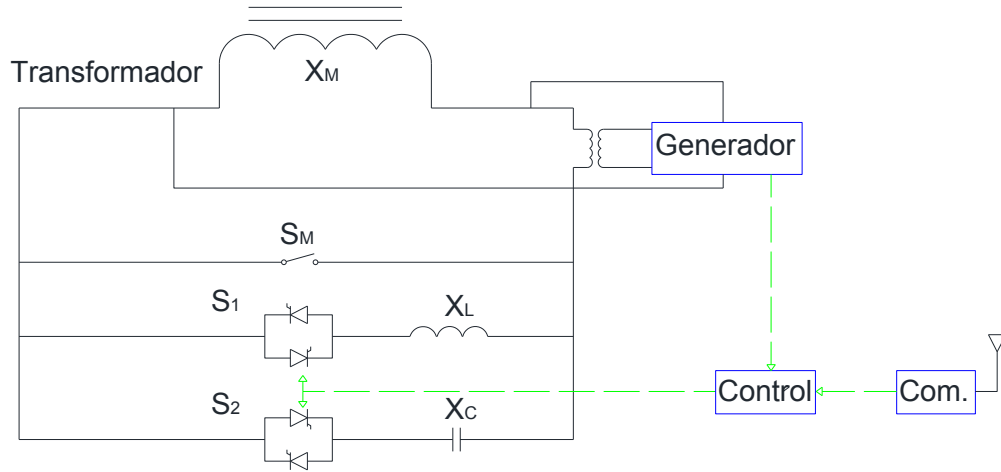 Transformador
XM
Generador
SM
S1
XL
Control
Com.
S2
XC